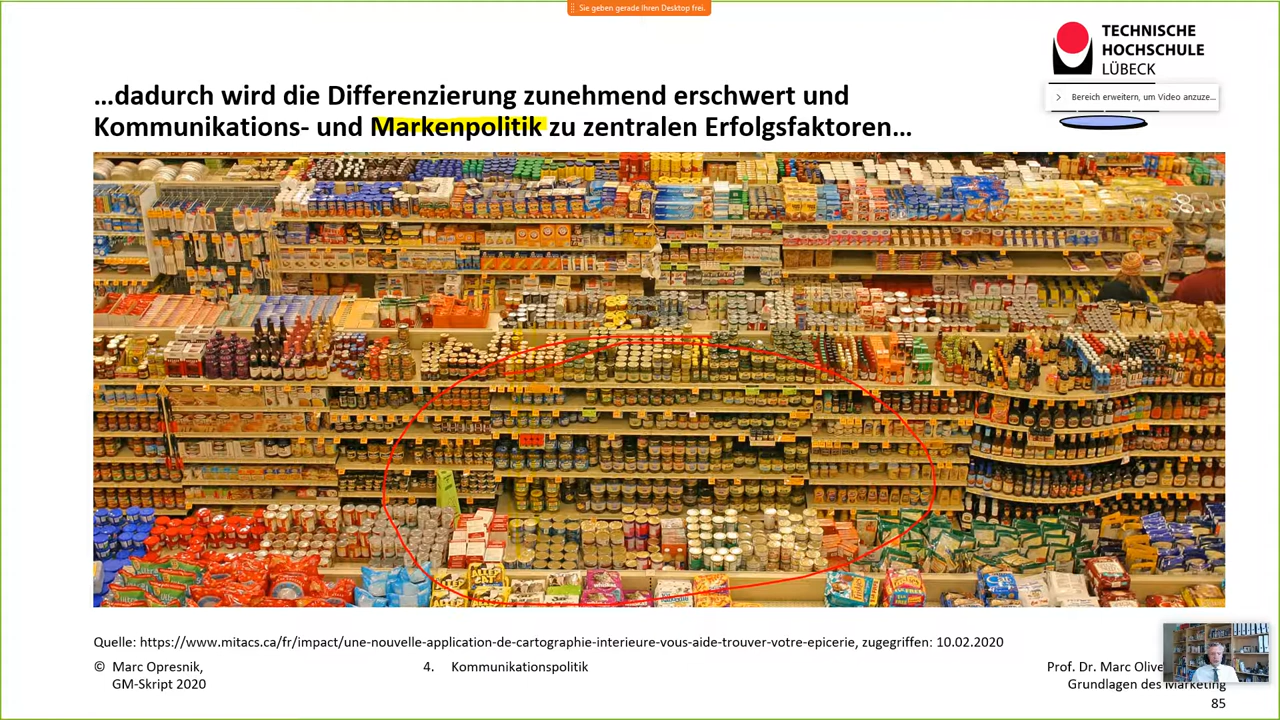 Sie geben gerade Ihren Desktop frei.
TECHNISCHE
HOCHSCHULE
LÜBECK
Bereich erweitern, um Video anzuze...
…dadurch wird die Differenzierung zunehmend erschwert und
Kommunikations- und Markenpolitik zu zentralen Erfolgsfaktoren…
ALTER
CAT
Quelle: https://www.mitacs.ca/fr/impact/une-nouvelle-application-de-cartographie-interieure-vous-aide-trouver-votre-epicerie, zugegriffen: 10.02.2020
© Marc Opresnik,
GM-Skript 2020
4. Kommunikationspolitik
Prof. Dr. Marc Olive
Grundlagen des Marketing
85